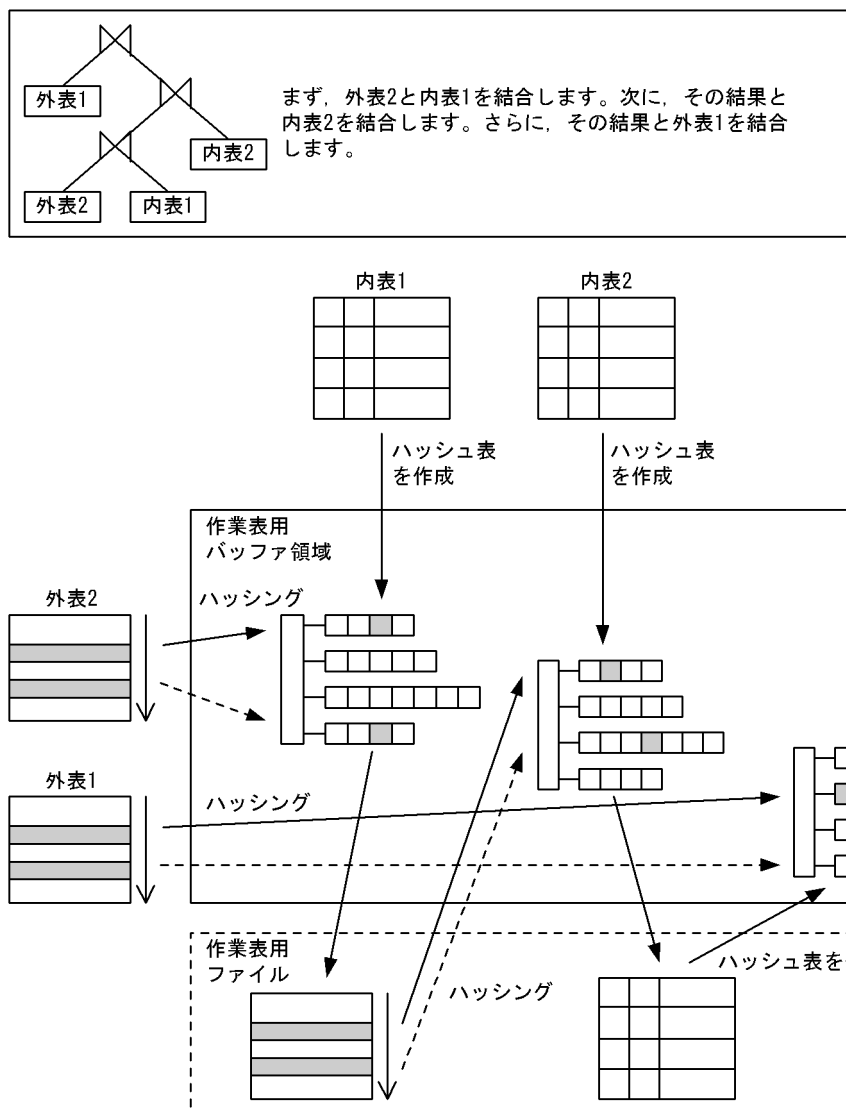 外表1
内表2
外表2
内表1
まず，外表2と内表1を結合します。次に，その結果と
内表2を結合します。さらに，その結果と外表1を結合
します。
内表1
内表2
ハッシュ表
を作成
ハッシュ表
を作成
作業表用
バッファ領域
外表2
ハッシング
外表1
ハッシング
作業表用
ファイル
ハッシング
ハッシュ表を